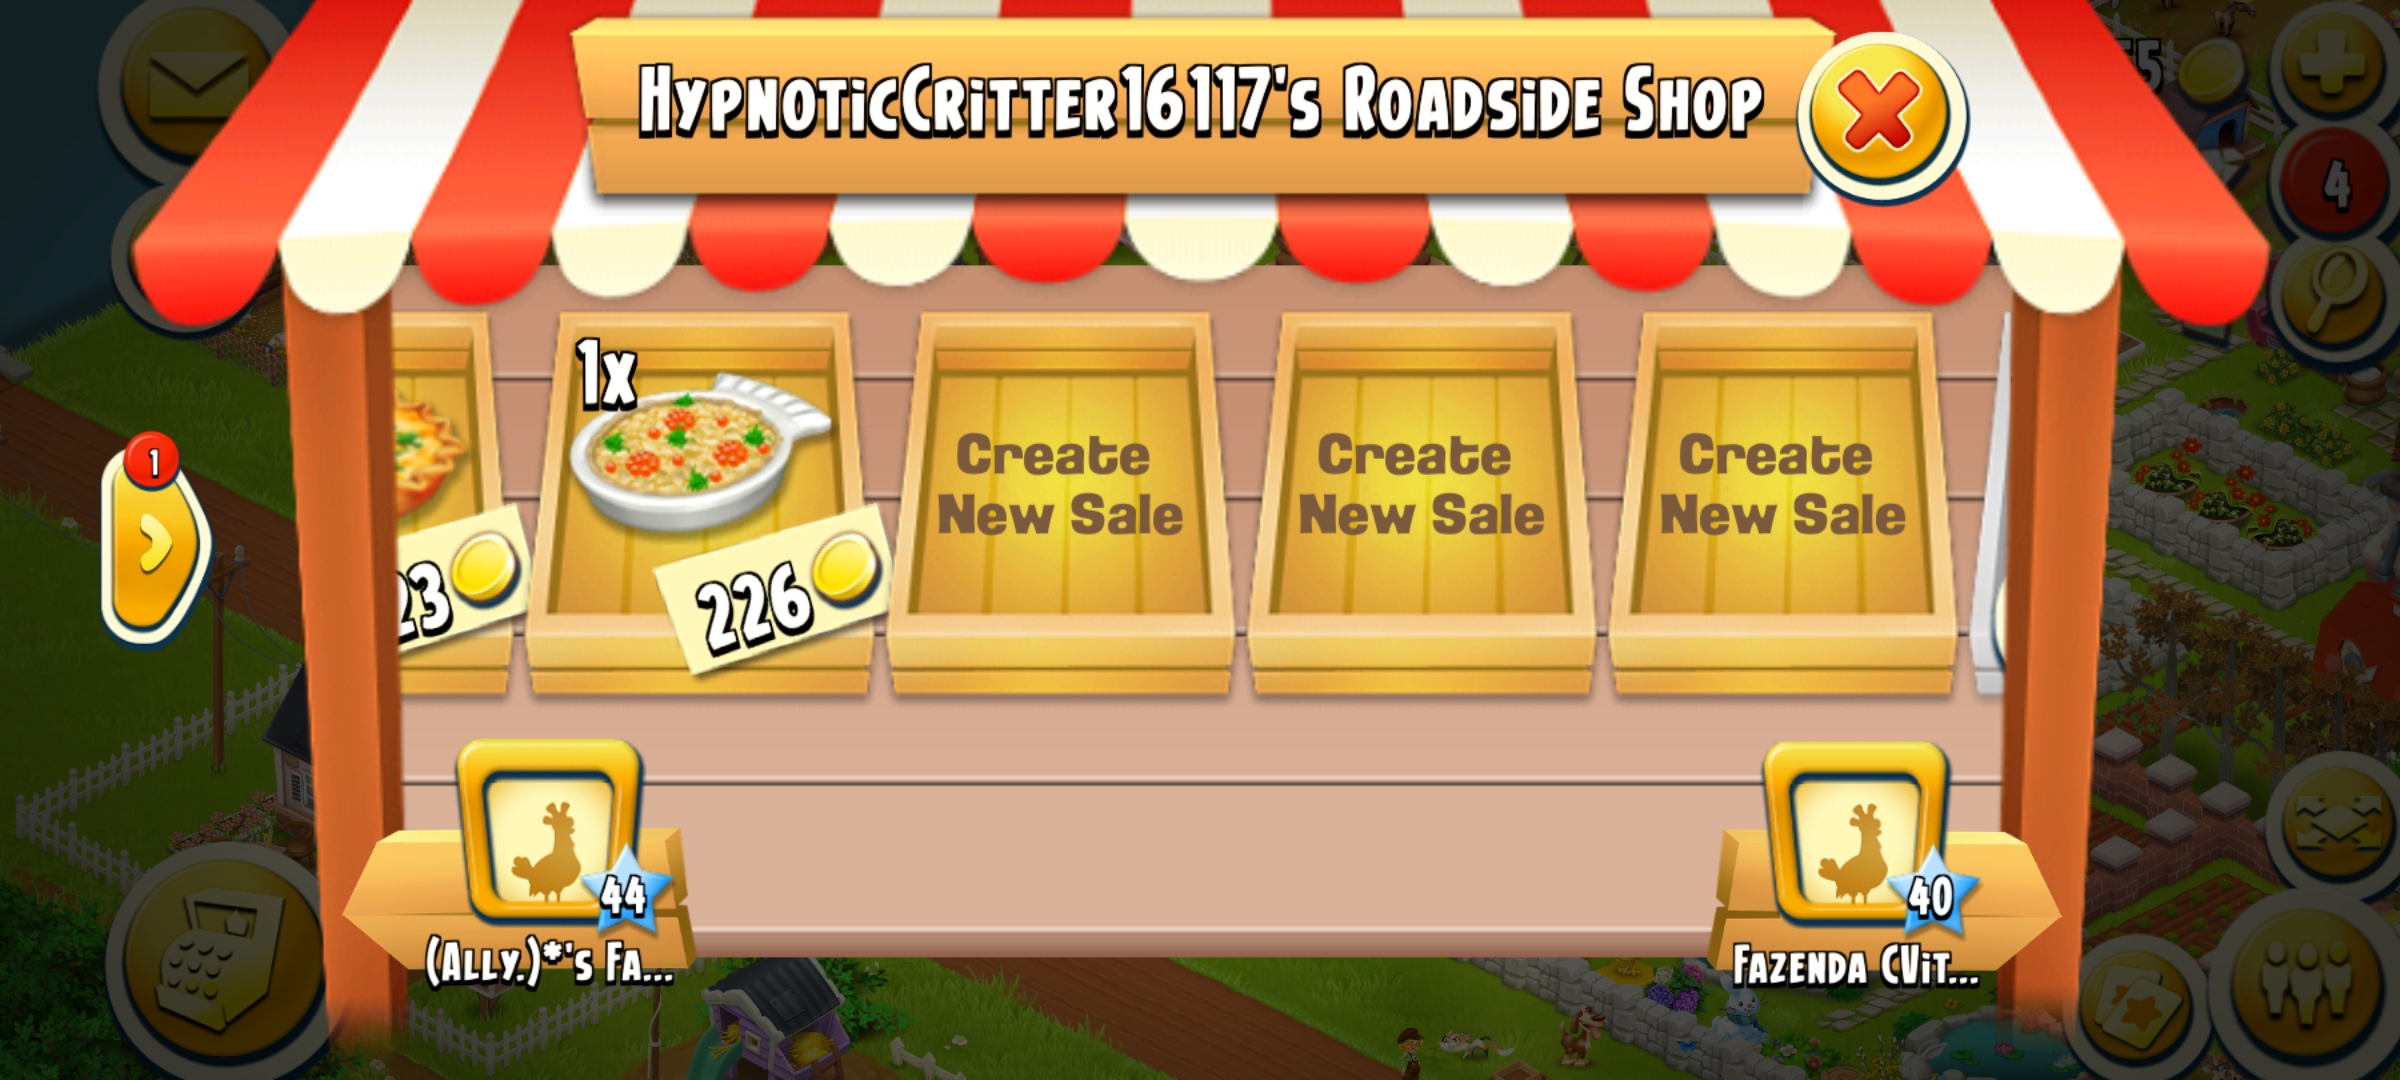 HypnoticCritter16117's Roadside Shop
4
1
1x
23
226
Create
New Sale
Create
New Sale
Create
New Sale
44
(Ally.)*'s Fa...
40
Fazenda CVit...